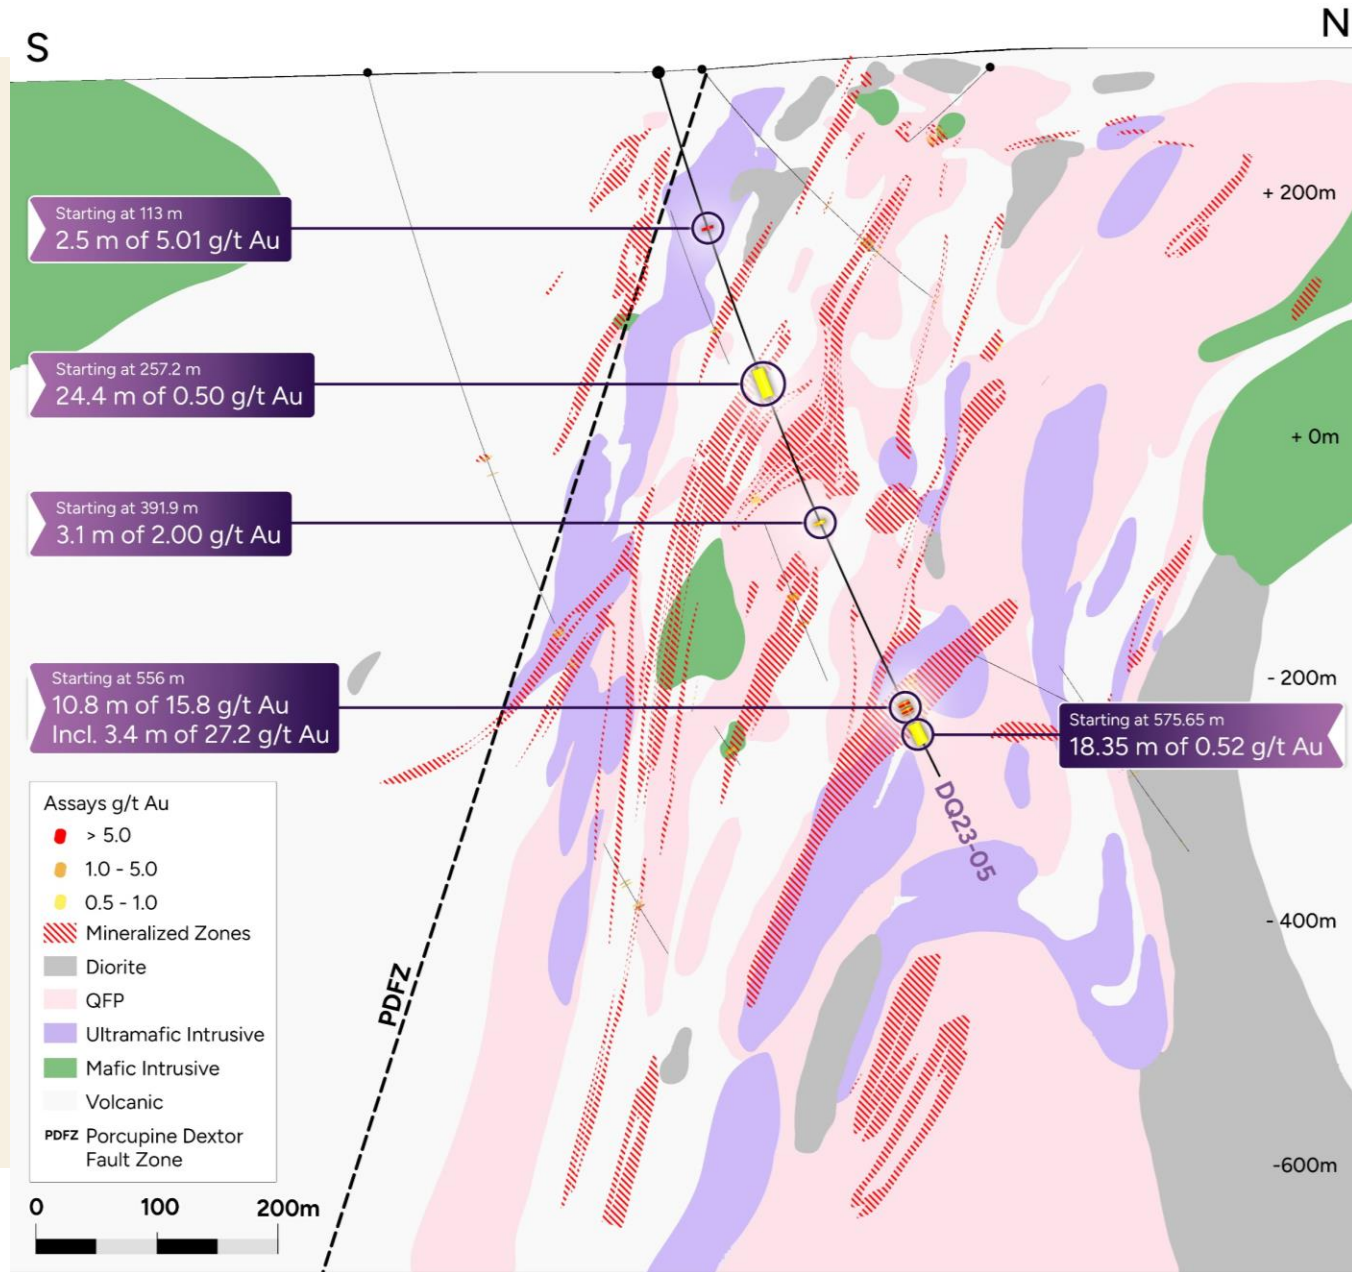 S
N
Starting at 113 m
2.5 m of 5.01 g/t Au
+ 200m
Starting at 257.2 m
24.4 m of 0.50 g/t Au
+ 0m
Starting at 391.9 m
3.1 m of 2.00 g/t Au
Starting at 556 m
10.8 m of 15.8 g/t Au
Incl. 3.4 m of 27.2 g/t Au
- 200m
Starting at 575.65 m
18.35 m of 0.52 g/t Au
DQ23-05
- 400m
PDFZ
-600m
Assays g/t Au
> 5.0
1.0 - 5.0
0.5 - 1.0
Mineralized Zones
Diorite
QFP
Ultramafic Intrusive
Mafic Intrusive
Volcanic
PDFZ Porcupine Dextor
Fault Zone
0 100 200m